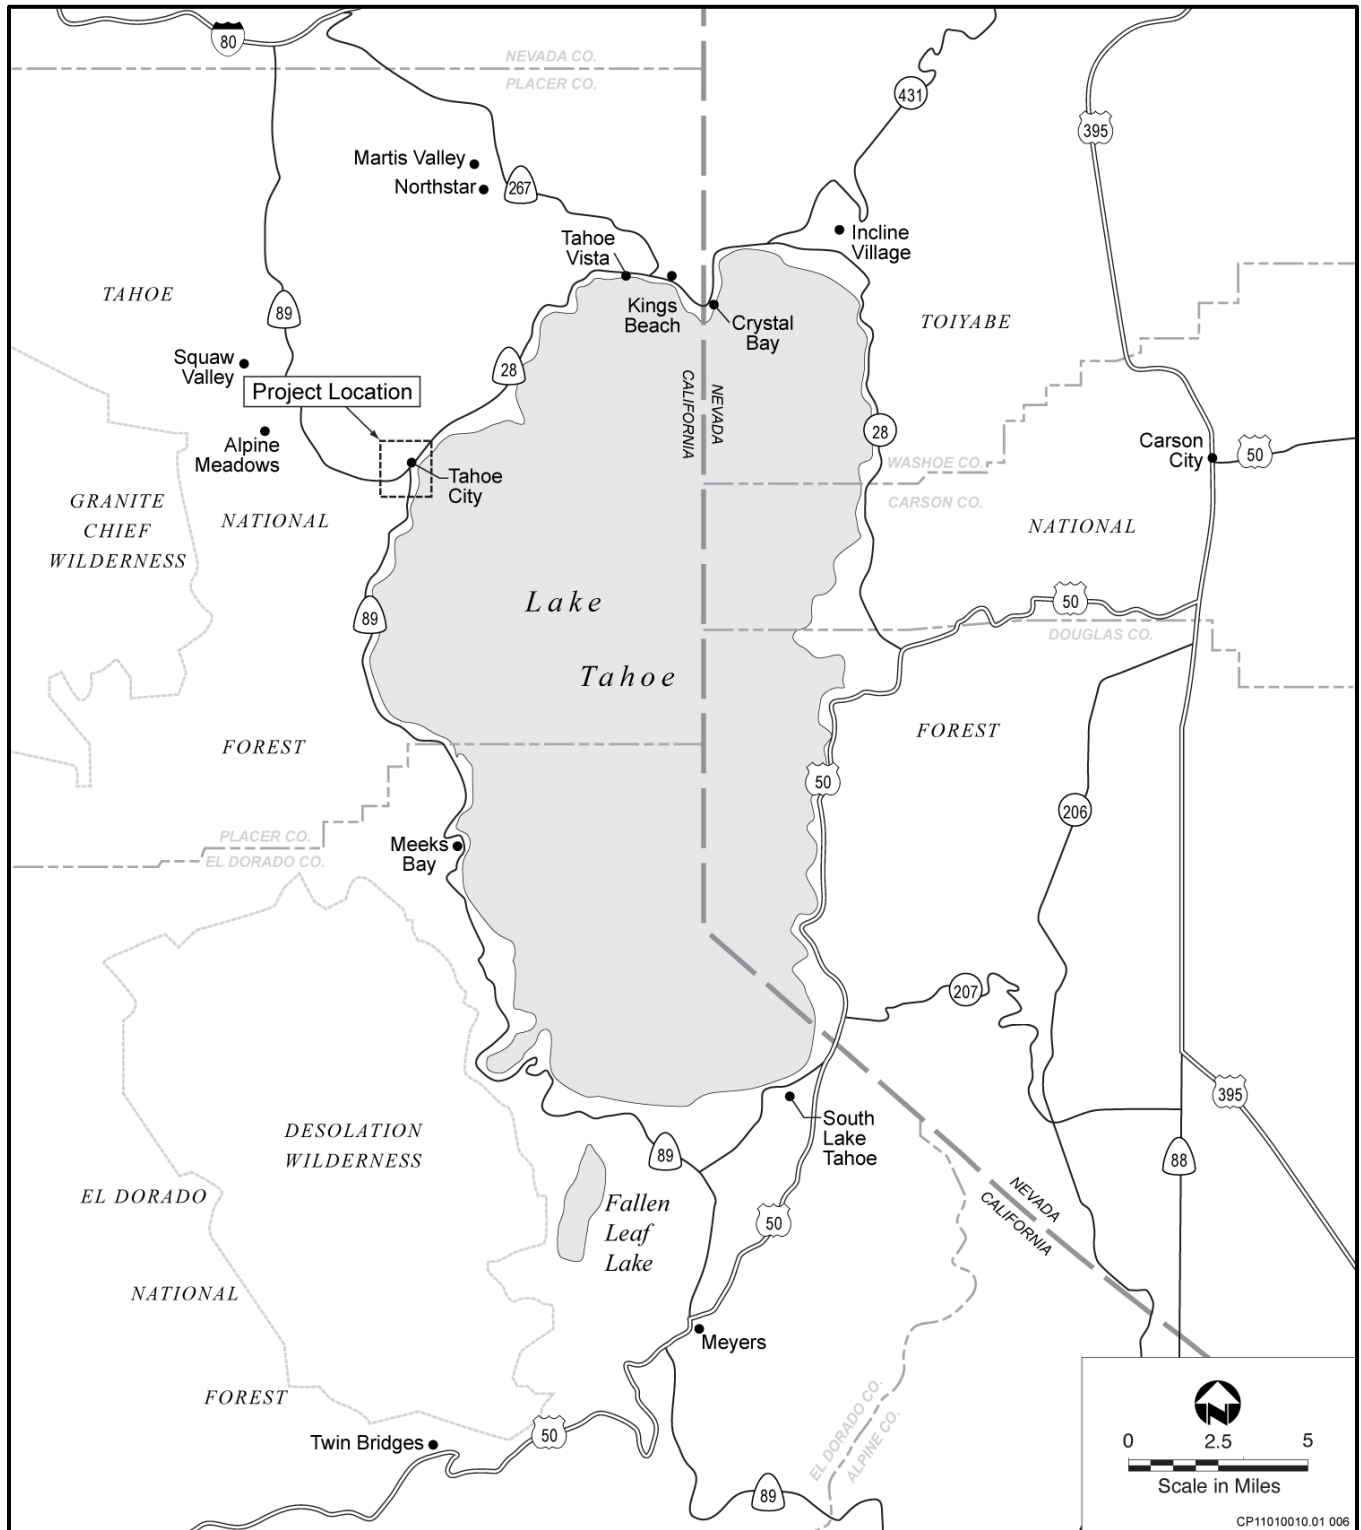 80
NEVADA CO.
PLACER CO.
431
395
Martis Valley
Northstar
267
Tahoe
Vista
Incline
Village
TAHOE
89
Kings
Beach
Crystal
Bay
TOIYABE
Squaw
Valley
28
Project Location
CALIFORNIA
NEVADA
28
Alpine
Meadows
Carson
City
50
WASHOE CO.
CARSON CO.
Tahoe
City
GRANITE
CHIEF
WILDERNESS
NATIONAL
NATIONAL
Lake
89
50
DOUGLAS CO.
Tahoe
FOREST
FOREST
50
206
PLACER CO.
EL DORADO CO.
Meeks
Bay
207
395
South
Lake
Tahoe
DESOLATION
WILDERNESS
89
88
EL DORADO
Fallen
Leaf
Lake
50
NEVADA
CALIFORNIA
NATIONAL
Meyers
FOREST
EL DORADO CO.
ALPINE CO.
Twin Bridges
50
89
N
0 2.5 5
Scale in Miles
CP11010010.01 006